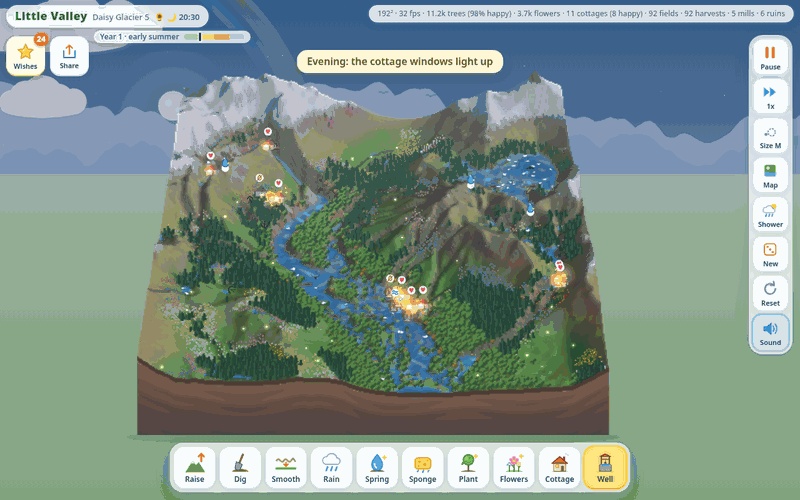 Little Valley Daisy Glacier 5 20:30
192² · 32 fps · 11.2k trees (98% happy) · 3.7k flowers · 11 cottages (8 happy) · 92 fields · 92 harvests · 5 mills · 6 ruins
Year 1 · early summer
24
Wishes
Share
Evening: the cottage windows light up
Pause
1x
Size M
Map
Shower
New
Reset
Sound
Raise
Dig
Smooth
Rain
Spring
Sponge
Plant
Flowers
Cottage
Well